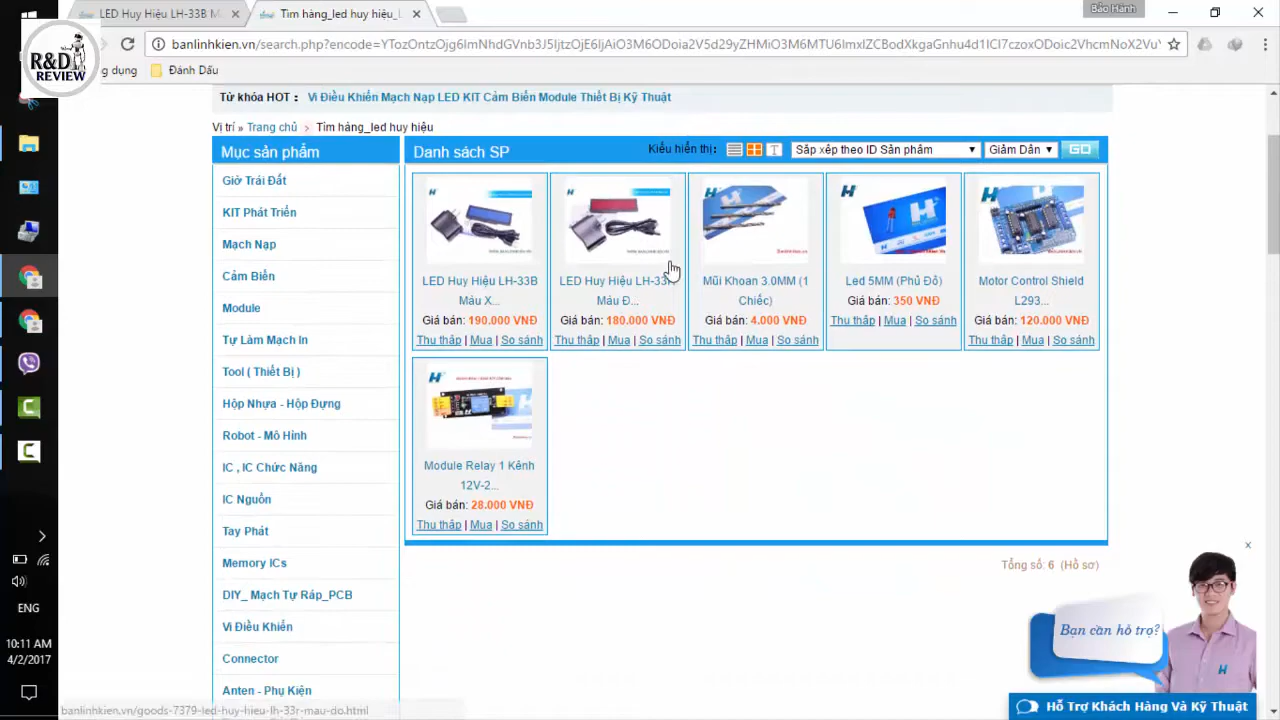 LED Huy Hiệu LH-33B M
Tìm hàng_led huy hiệu_l
Bảo Hành
R&D
REVIEW
banlinhkien.vn/search.php?encode=
Đánh Dấu
Từ khóa HOT : Vi Điều Khiển Mạch Nạp LED KIT Cảm Biến Module Thiết Bị Kỹ Thuật
Vị trí » Trang chủ > Tìm hàng_led huy hiệu
Mục sản phẩm
Giờ Trái Đất
KIT Phát Triển
Mạch Nạp
Cảm Biến
Module
Tự Làm Mạch In
Tool ( Thiết Bị )
Hộp Nhựa - Hộp Đựng
Robot - Mô Hình
IC , IC Chức Năng
IC Nguồn
Tay Phát
Memory ICs
DIY_ Mạch Tự Ráp_PCB
Vi Điều Khiển
Connector
Anten - Phụ Kiện
Danh sách SP
Kiểu hiển thị :
Sắp xếp theo ID Sản phẩm
Giảm Dần
GO
LED Huy Hiệu LH-33B
Màu X...
Giá bán: 190.000 VNĐ
Thu thập | Mua | So sánh
LED Huy Hiệu LH-33R
Màu Đ...
Giá bán: 180.000 VNĐ
Thu thập | Mua | So sánh
Mũi Khoan 3.0MM (1
Chiếc)
Giá bán: 4.000 VNĐ
Thu thập | Mua | So sánh
Led 5MM (Phủ Đỏ)
Giá bán: 350 VNĐ
Thu thập | Mua | So sánh
Motor Control Shield
L293...
Giá bán: 120.000 VNĐ
Thu thập | Mua | So sánh
Module Relay 1 Kênh
12V-2...
Giá bán: 28.000 VNĐ
Thu thập | Mua | So sánh
Tổng số: 6 (Hồ sơ)
Bạn cần hỗ trợ?
Hỗ Trợ Khách Hàng Và Kỹ Thuật
ENG
10:11 AM
4/2/2017
banlinhkien.vn/goods-7379-led-huy-hieu-lh-33r-mau-do.html